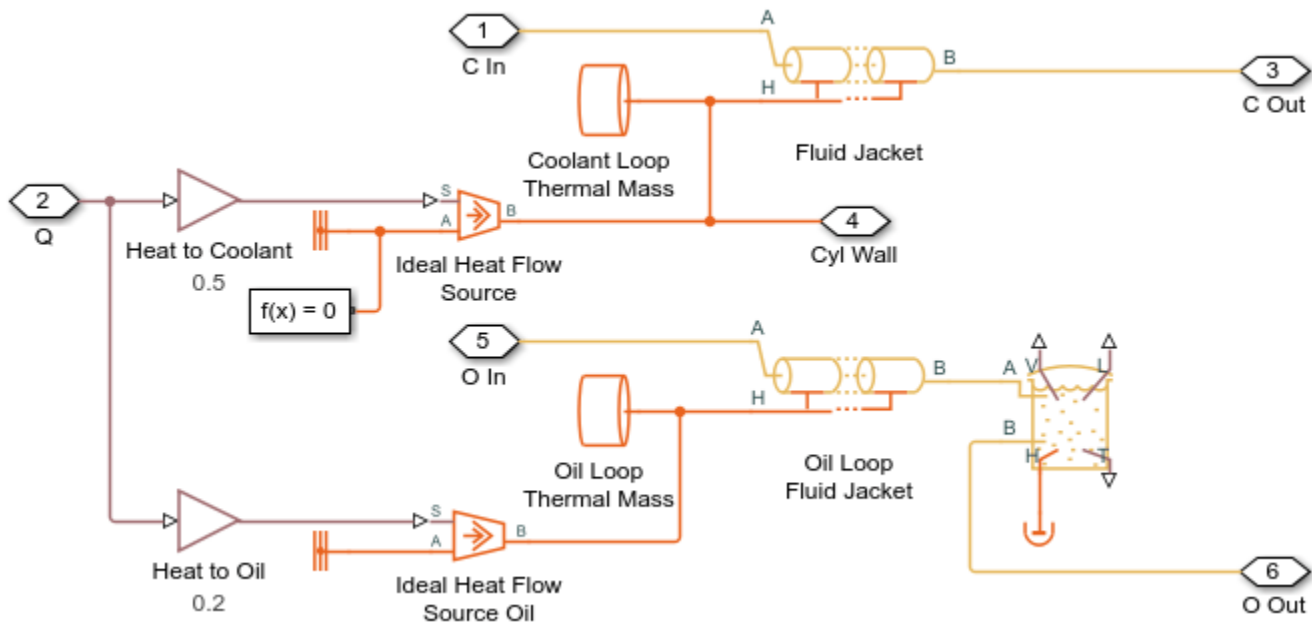 1
C In
A
B
3
C Out
H
Fluid Jacket
Coolant Loop
Thermal Mass
2
Q
Heat to Coolant
0.5
S
A
B
Ideal Heat Flow
Source
4
Cyl Wall
f(x) = 0
5
O In
A
B
H
Oil Loop
Fluid Jacket
Oil Loop
Thermal Mass
A
B
V
L
H
T
Heat to Oil
0.2
S
A
B
Ideal Heat Flow
Source Oil
6
O Out